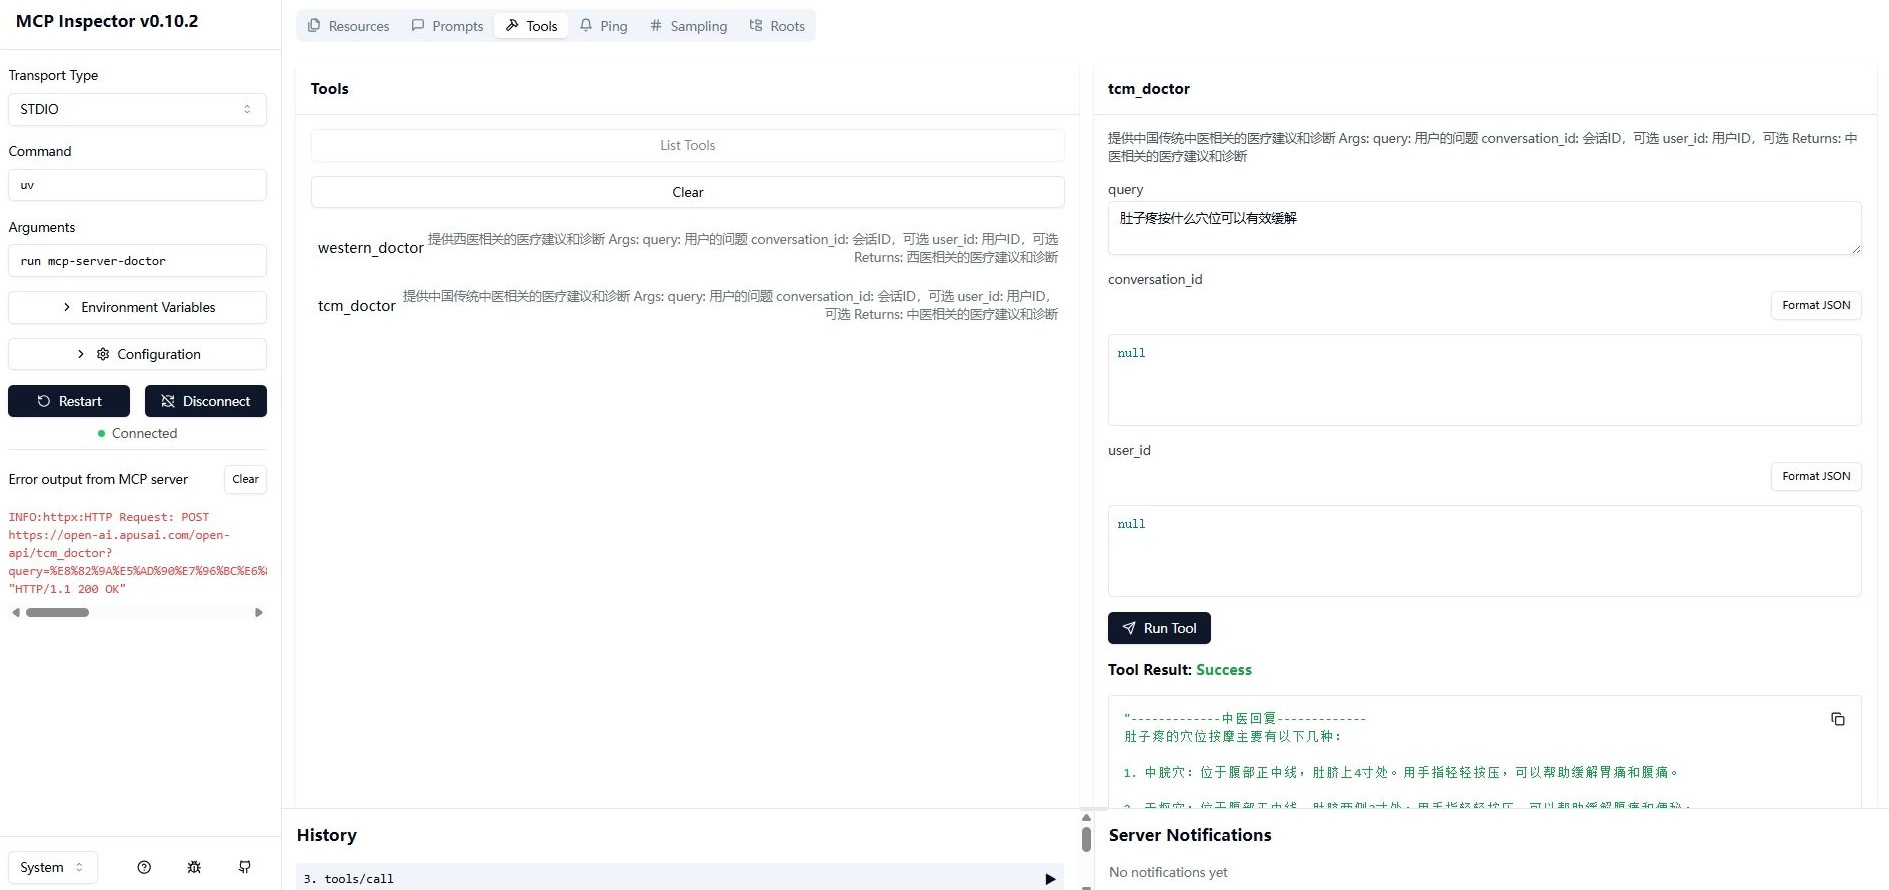 MCP Inspector v0.10.2
Transport Type
STDIO
Command
uv
Arguments
run mcp-server-doctor
Environment Variables
Configuration
Restart
Disconnect
Connected
Error output from MCP server
Clear
INFO:httpx:HTTP Request: POST
https://open-ai.apusai.com/open-
api/tcm_doctor?
query=%E8%82%9A%E5%AD%90%E7%96%BC%E6%
"HTTP/1.1 200 OK"
System
Resources
Prompts
Tools
Ping
Sampling
Roots
Tools
List Tools
Clear
western_doctor
提供西医相关的医疗建议和诊断 Args: query: 用户的问题 conversation_id: 会话ID，可选 user_id: 用户ID，可选
Returns: 西医相关的医疗建议和诊断
tcm_doctor
提供中国传统中医相关的医疗建议和诊断 Args: query: 用户的问题 conversation_id: 会话ID，可选 user_id: 用户ID，
可选 Returns: 中医相关的医疗建议和诊断
tcm_doctor
提供中国传统中医相关的医疗建议和诊断 Args: query: 用户的问题 conversation_id: 会话ID，可选 user_id: 用户ID，可选 Returns: 中
医相关的医疗建议和诊断
query
肚子疼按什么穴位可以有效缓解
conversation_id
Format JSON
null
user_id
Format JSON
null
Run Tool
Tool Result: Success
"-------------中医回复-------------
肚子疼的穴位按摩主要有以下几种：
1. 中脘穴：位于腹部正中线，肚脐上4寸处。用手指轻轻按压，可以帮助缓解胃痛和腹痛。
History
3. tools/call
Server Notifications
No notifications yet